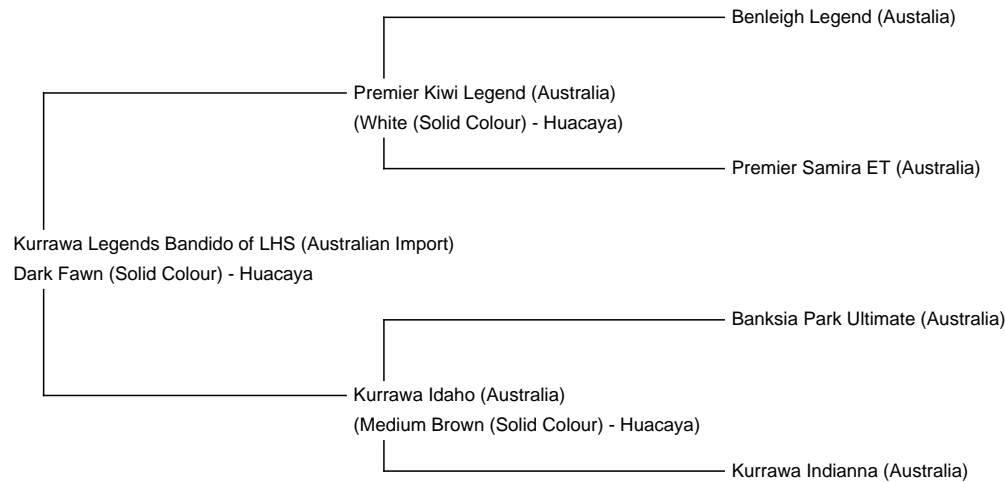 Benleigh Legend (Austalia)
Premier Kiwi Legend (Australia)
(White (Solid Colour) - Huacaya)
Premier Samira ET (Australia)
Kurrawa Legends Bandido of LHS (Australian Import)
Dark Fawn (Solid Colour) - Huacaya
Banksia Park Ultimate (Australia)
Kurrawa Idaho (Australia)
(Medium Brown (Solid Colour) - Huacaya)
Kurrawa Indianna (Australia)